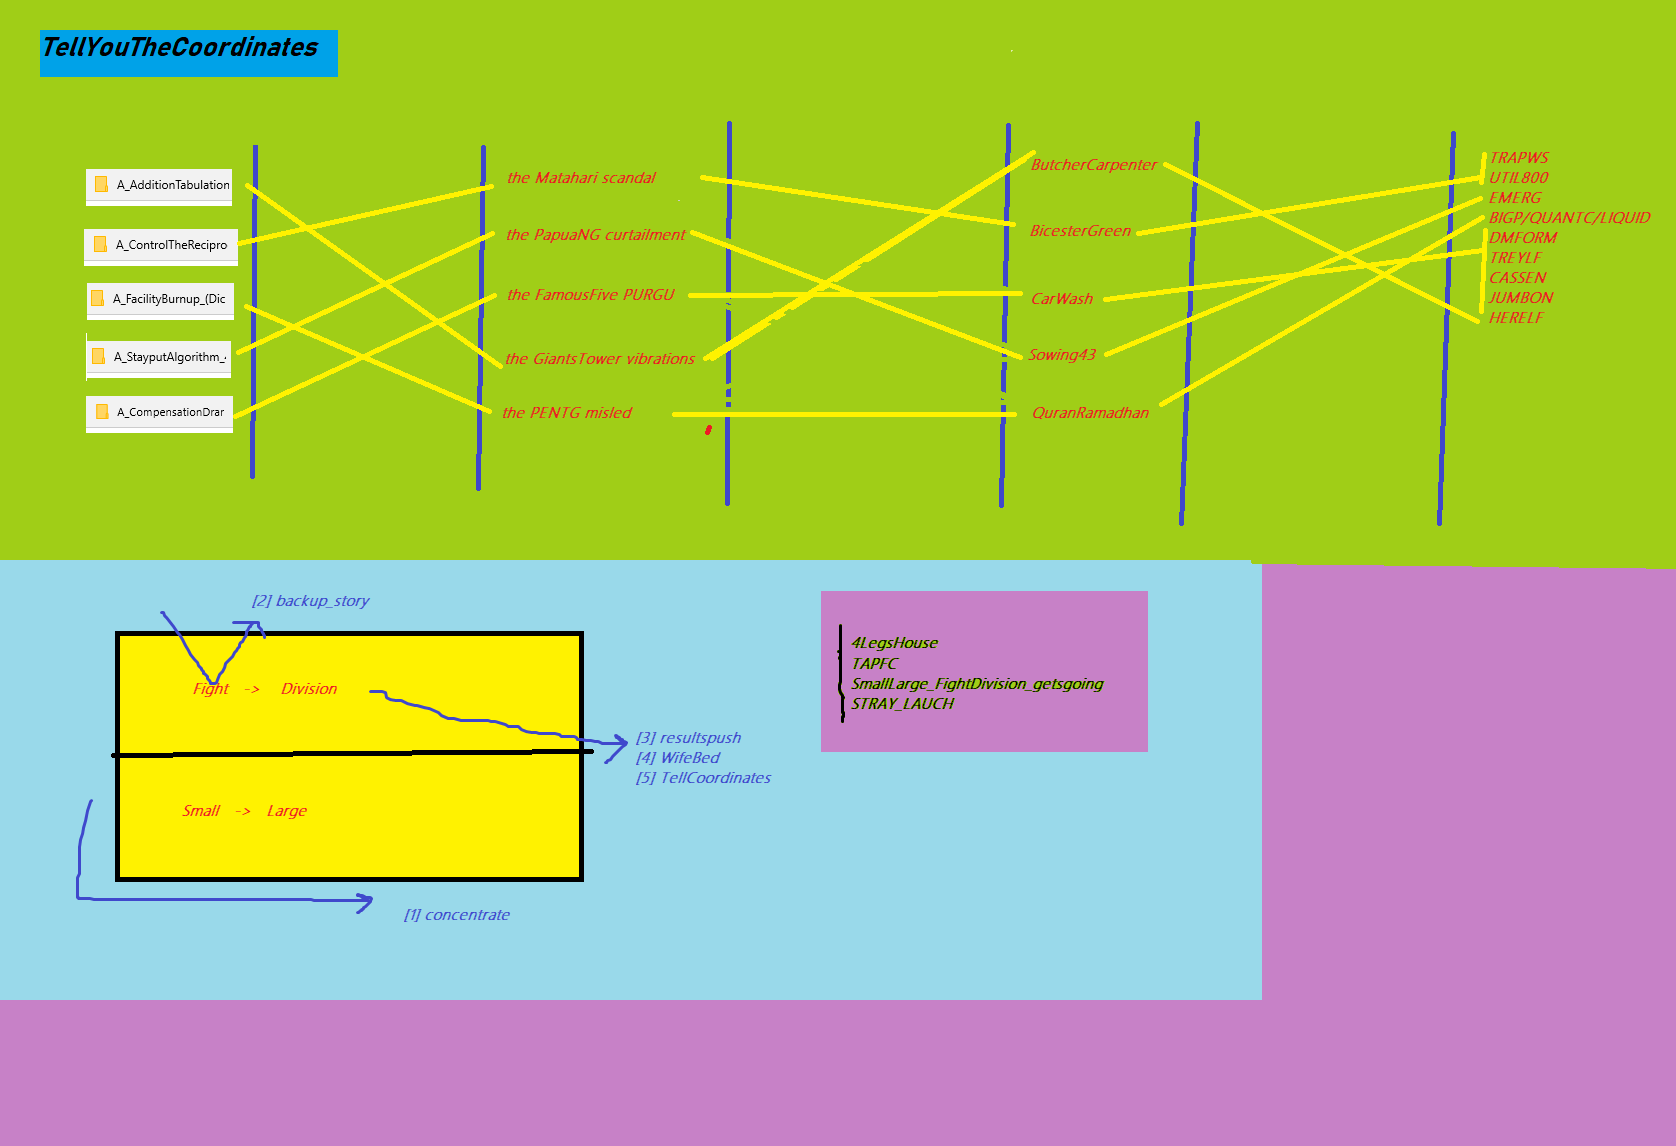 TellYouTheCoordinates
A_AdditionTabulation
A_ControlTheRecipro
A_FacilityBurnup_(Dic
A_StayputAlgorithm_
A_CompensationDrar
the Matahari scandal
the PapuaNG curtailment
the FamousFive PURGU
the GiantsTower vibrations
the PENTG misled
ButcherCarpenter
BicesterGreen
CarWash
Sowing43
QuranRamadhan
TRAPWS
UTIL800
EMERG
BIGP/QUANTC/LIQUID
DMFORM
TREYLF
CASSEN
JUMBON
HERELF
[2] backup_story
Fight -> Division
[3] resultspush
[4] WifeBed
[5] TellCoordinates
Small -> Large
[1] concentrate
4LegsHouse
TAPFC
SmallLarge_FightDivision_getsgoing
STRAY_LAUCH